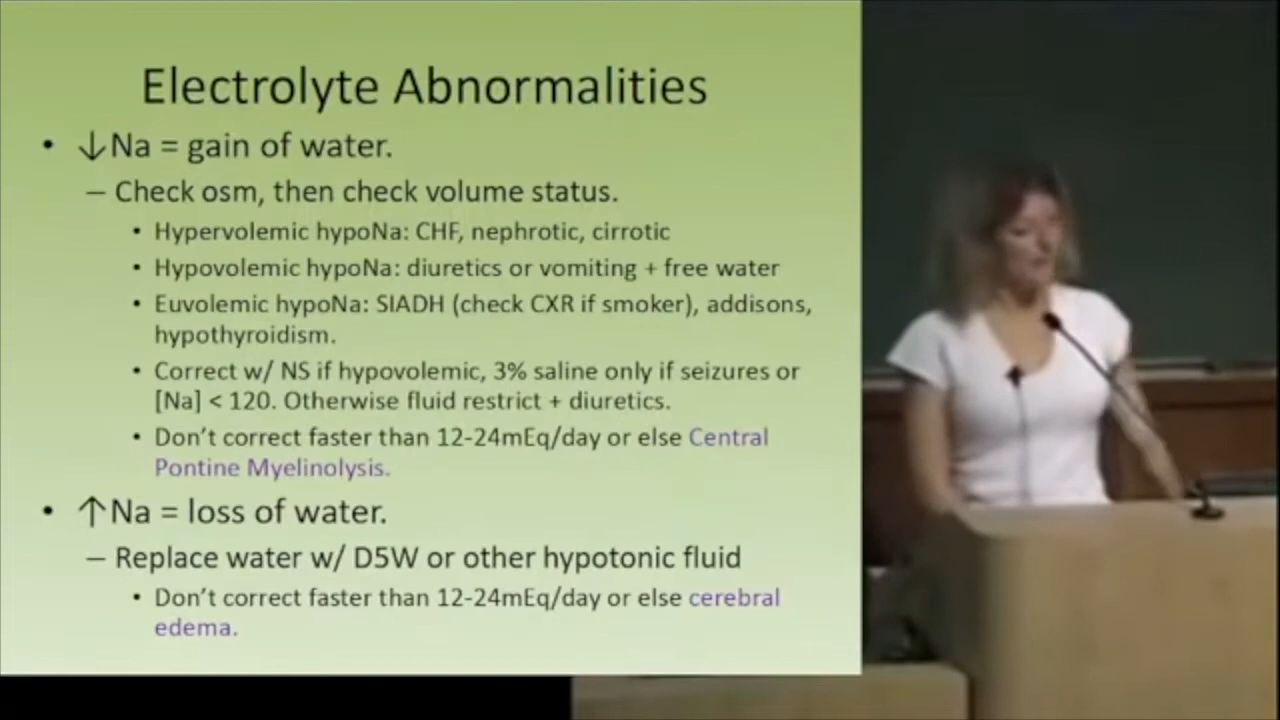 Electrolyte Abnormalities
• ↓Na = gain of water.
– Check osm, then check volume status.
• Hypervolemic hypoNa: CHF, nephrotic, cirrotic
• Hypovolemic hypoNa: diuretics or vomiting + free water
• Euvolemic hypoNa: SIADH (check CXR if smoker), addisons,
hypothyroidism.
• Correct w/ NS if hypovolemic, 3% saline only if seizures or
[Na] < 120. Otherwise fluid restrict + diuretics.
• Don’t correct faster than 12-24mEq/day or else Central
Pontine Myelinolysis.
• ↑Na = loss of water.
– Replace water w/ D5W or other hypotonic fluid
• Don’t correct faster than 12-24mEq/day or else cerebral
edema.